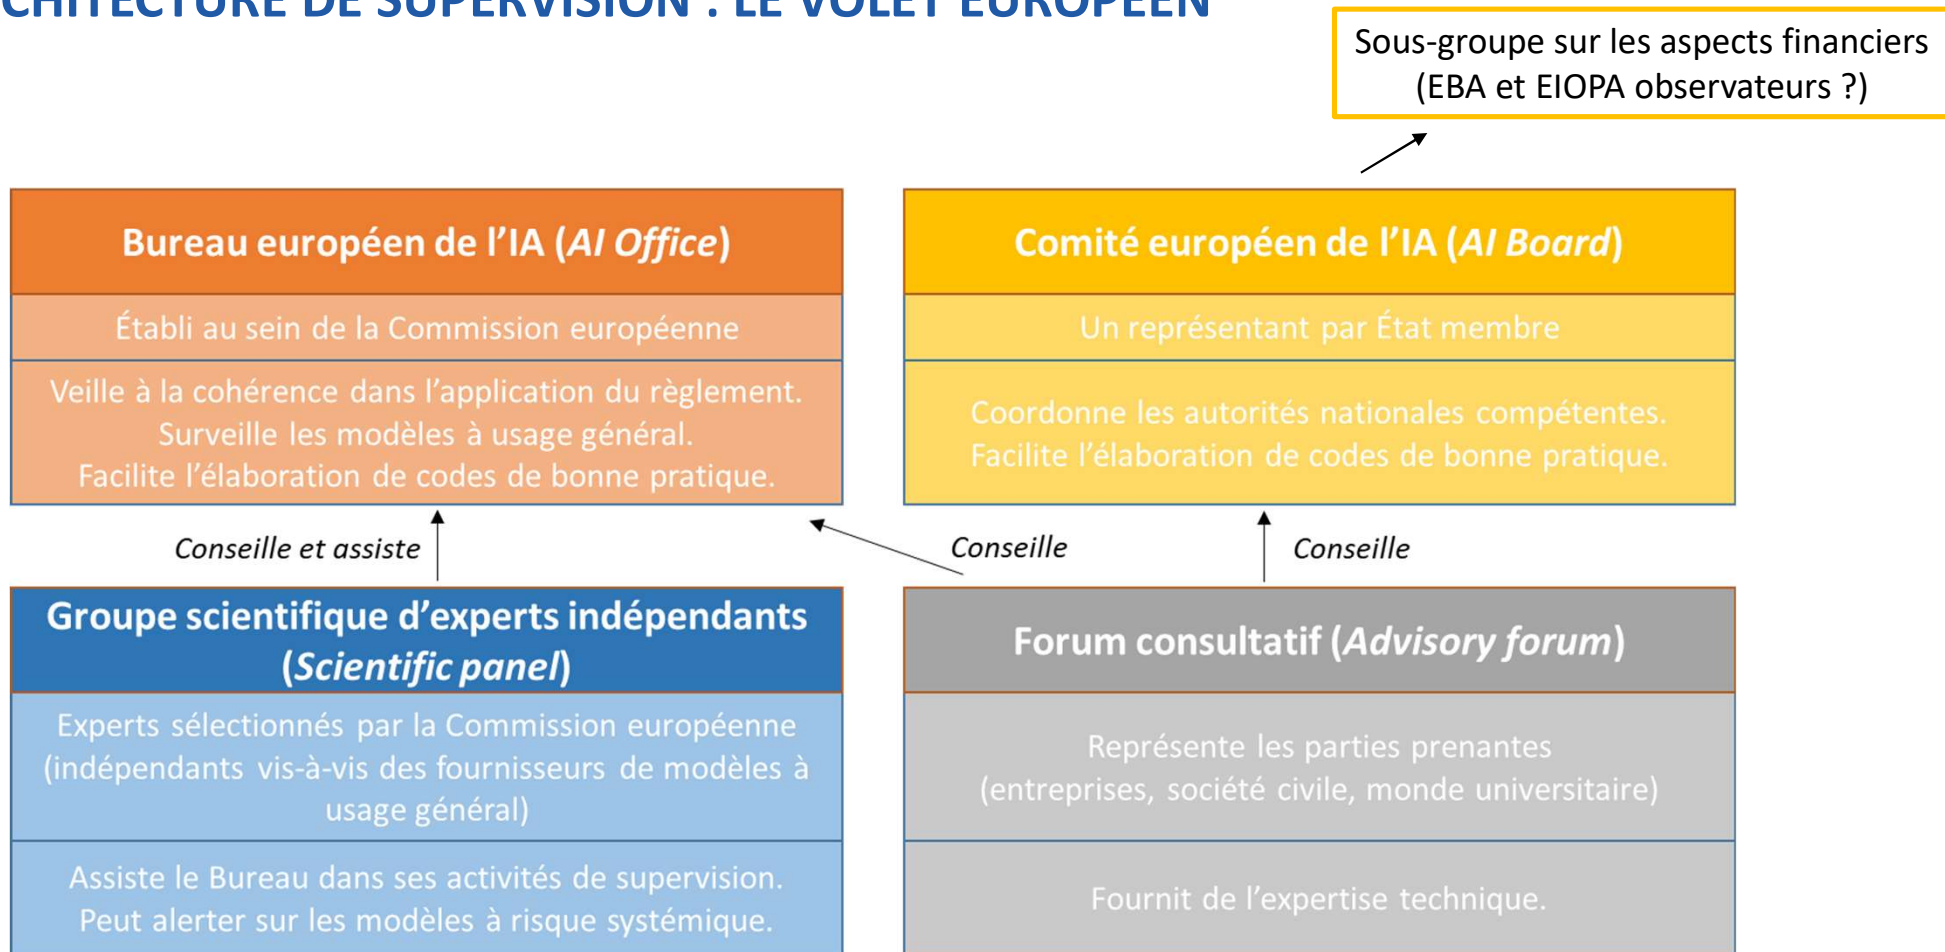 CHITECTURE DE SUPERVISION : LE VOLET EUROPÉEN
Sous-groupe sur les aspects financiers
(EBA et EIOPA observateurs ?)
Bureau européen de l’IA (AI Office)
Établi au sein de la Commission européenne
Veille à la cohérence dans l’application du règlement.
Surveille les modèles à usage général.
Facilite l’élaboration de codes de bonne pratique.
Comité européen de l’IA (AI Board)
Un représentant par État membre
Coordonne les autorités nationales compétentes.
Facilite l’élaboration de codes de bonne pratique.
Conseille et assiste
Conseille
Conseille
Groupe scientifique d’experts indépendants
(Scientific panel)
Experts sélectionnés par la Commission européenne
(indépendants vis-à-vis des fournisseurs de modèles à
usage général)
Assiste le Bureau dans ses activités de supervision.
Peut alerter sur les modèles à risque systémique.
Forum consultatif (Advisory forum)
Représente les parties prenantes
(entreprises, société civile, monde universitaire)
Fournit de l’expertise technique.